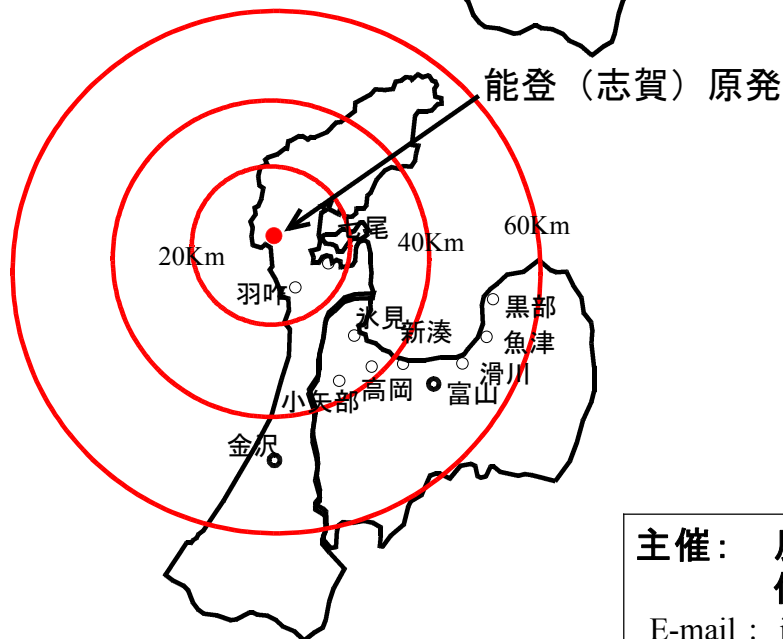 能登（志賀）原発
七尾
60Km
40Km
20Km
羽咋
黒部
氷見
新湊
魚津
滑川
高岡
富山
小矢部
金沢
主催：
E-mail :